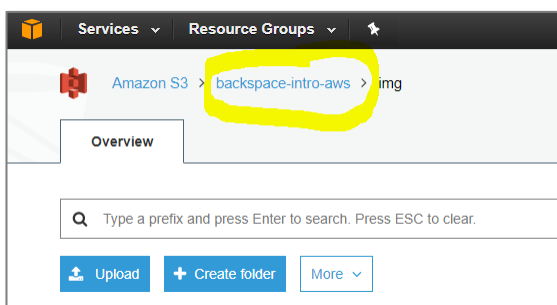 Services Resource Groups
Amazon S3 > backspace-intro-aws > img
Overview
Type a prefix and press Enter to search. Press ESC to clear.
Upload + Create folder More